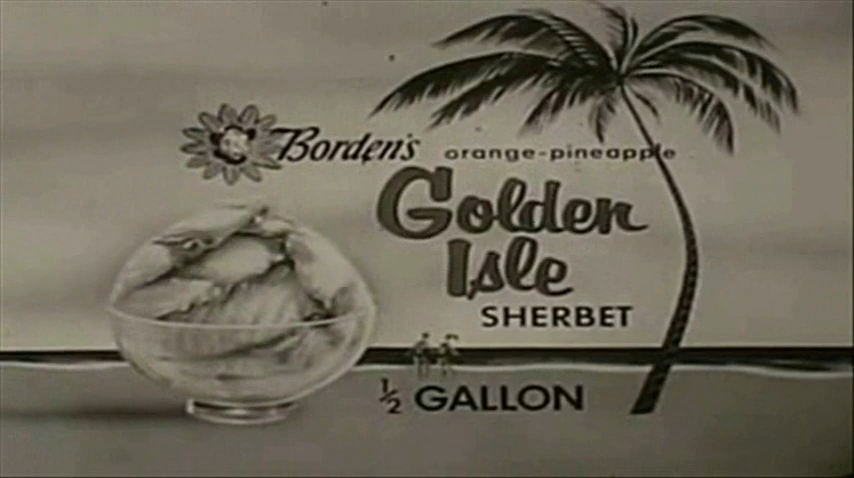 Borden's orange-pineapple
Golden
Isle
SHERBET
½ GALLON